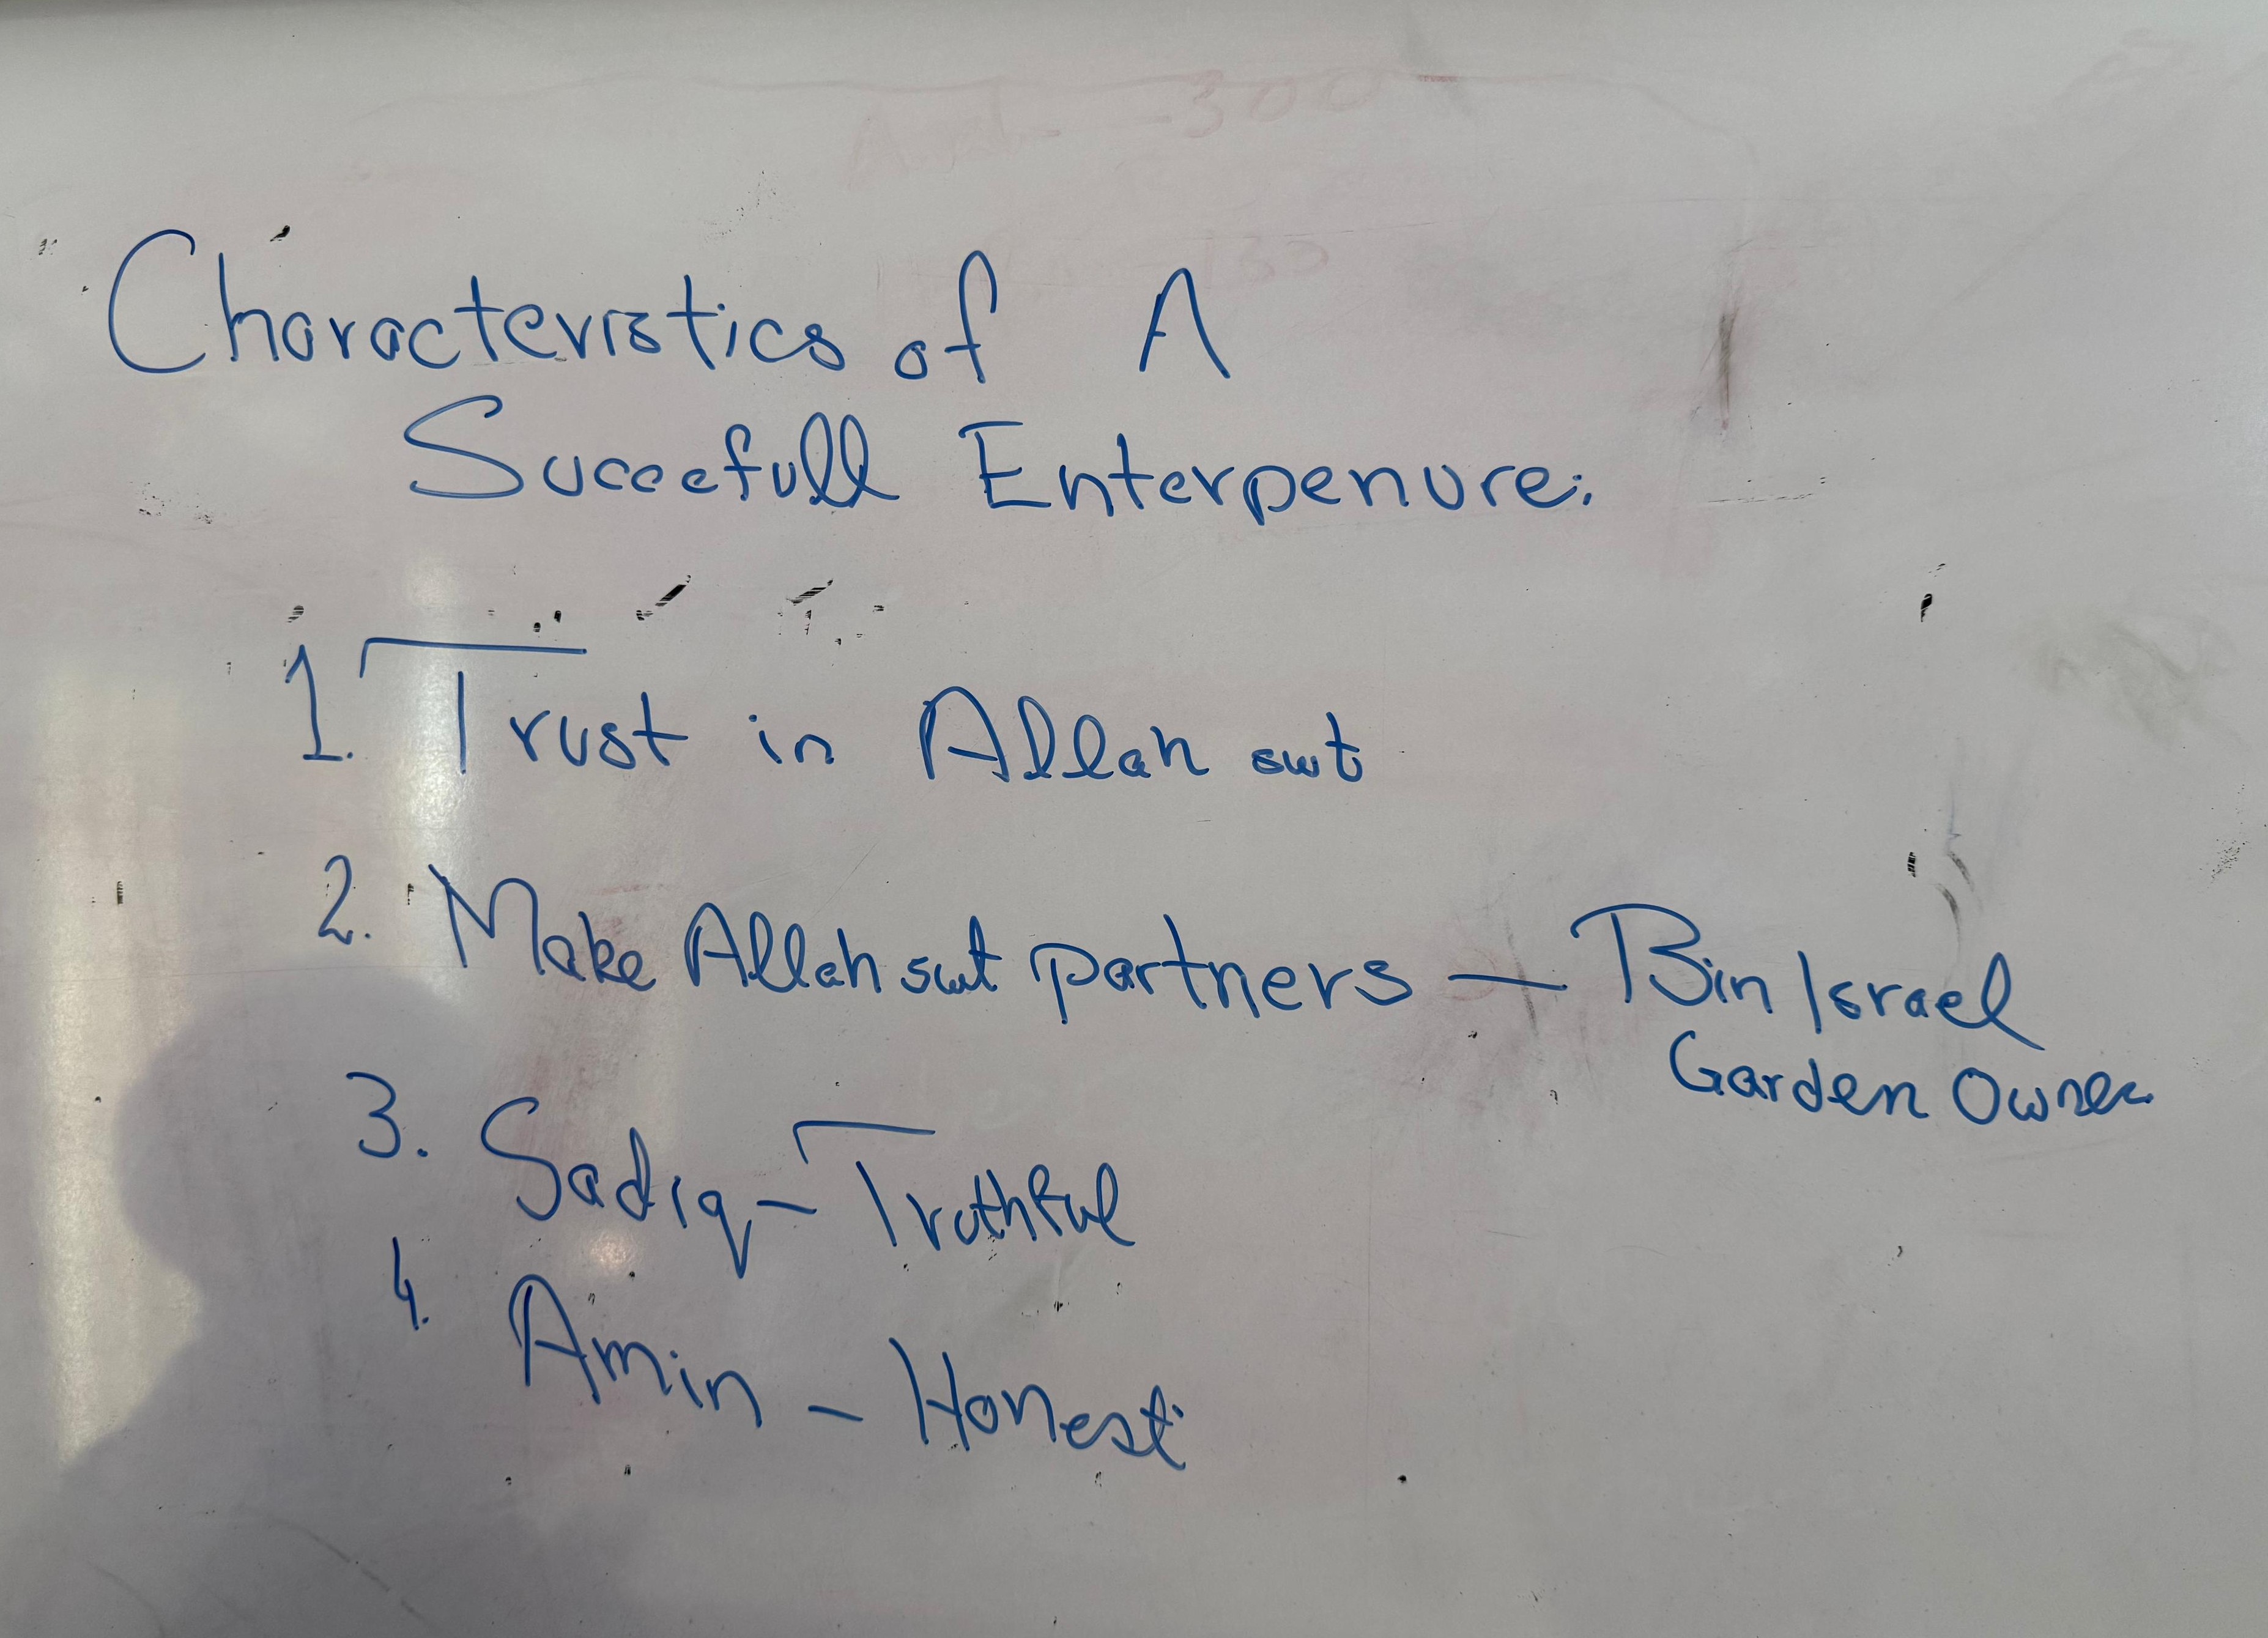 Characteristics of A
Succefull Enterpenure:
1. Trust in Allah swt
2. Make Allah swt partners — Bin Israel
Garden Owner
3. Sadiq - Truthful
4. Amin - Honest